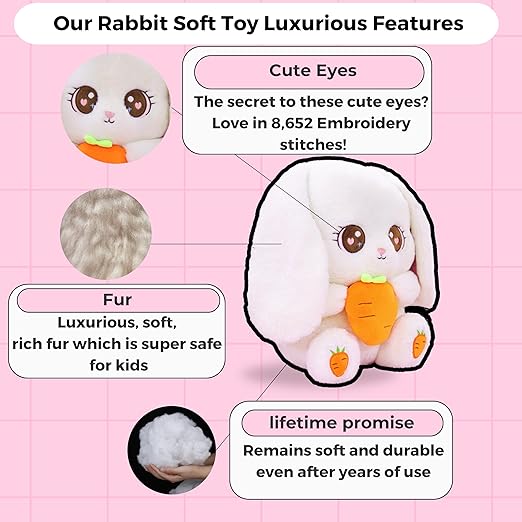 Our Rabbit Soft Toy Luxurious Features
Cute Eyes
The secret to these cute eyes?
Love in 8,652 Embroidery
stitches!
Fur
Luxurious, soft,
rich fur which is super safe
for kids
lifetime promise
Remains soft and durable
even after years of use